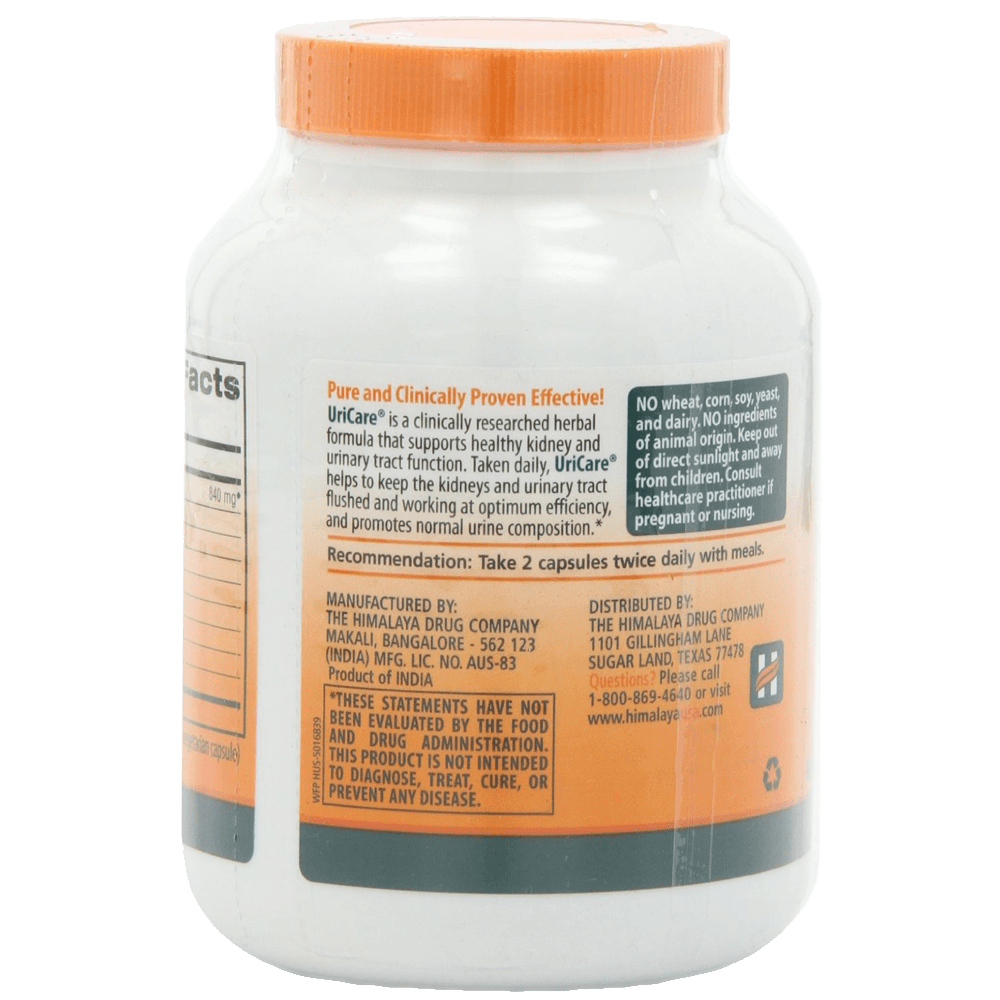 Facts
840 mg*
vegetarian capsule)
Pure and Clinically Proven Effective!
UriCare® is a clinically researched herbal
formula that supports healthy kidney and
urinary tract function. Taken daily, UriCare®
helps to keep the kidneys and urinary tract
flushed and working at optimum efficiency,
and promotes normal urine composition.*
NO wheat, corn, soy, yeast,
and dairy. NO ingredients
of animal origin. Keep out
of direct sunlight and away
from children. Consult
healthcare practitioner if
pregnant or nursing.
Recommendation: Take 2 capsules twice daily with meals.
MANUFACTURED BY:
THE HIMALAYA DRUG COMPANY
MAKALI, BANGALORE - 562 123
(INDIA) MFG. LIC. NO. AUS-83
Product of INDIA
*THESE STATEMENTS HAVE NOT
BEEN EVALUATED BY THE FOOD
AND DRUG ADMINISTRATION.
THIS PRODUCT IS NOT INTENDED
TO DIAGNOSE, TREAT, CURE, OR
PREVENT ANY DISEASE.
WFP HUS-5016839
DISTRIBUTED BY:
THE HIMALAYA DRUG COMPANY
1101 GILLINGHAM LANE
SUGAR LAND, TEXAS 77478
Questions? Please call
1-800-869-4640 or visit
www.himalayausa.com
H